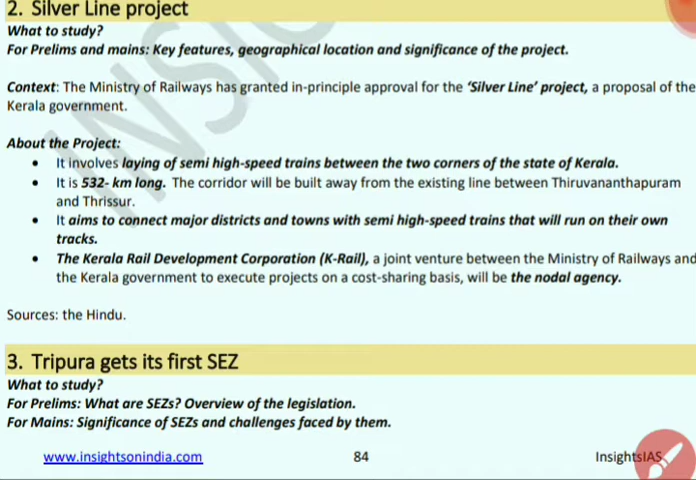 2. Silver Line project
What to study?
For Prelims and mains: Key features, geographical location and significance of the project.
Context: The Ministry of Railways has granted in-principle approval for the ‘Silver Line’ project, a proposal of the
Kerala government.
About the Project:
• It involves laying of semi high-speed trains between the two corners of the state of Kerala.
• It is 532- km long. The corridor will be built away from the existing line between Thiruvananthapuram
and Thrissur.
• It aims to connect major districts and towns with semi high-speed trains that will run on their own
tracks.
• The Kerala Rail Development Corporation (K-Rail), a joint venture between the Ministry of Railways and
the Kerala government to execute projects on a cost-sharing basis, will be the nodal agency.
Sources: the Hindu.
3. Tripura gets its first SEZ
What to study?
For Prelims: What are SEZs? Overview of the legislation.
For Mains: Significance of SEZs and challenges faced by them.
www.insightsonindia.com 84 InsightsIAS